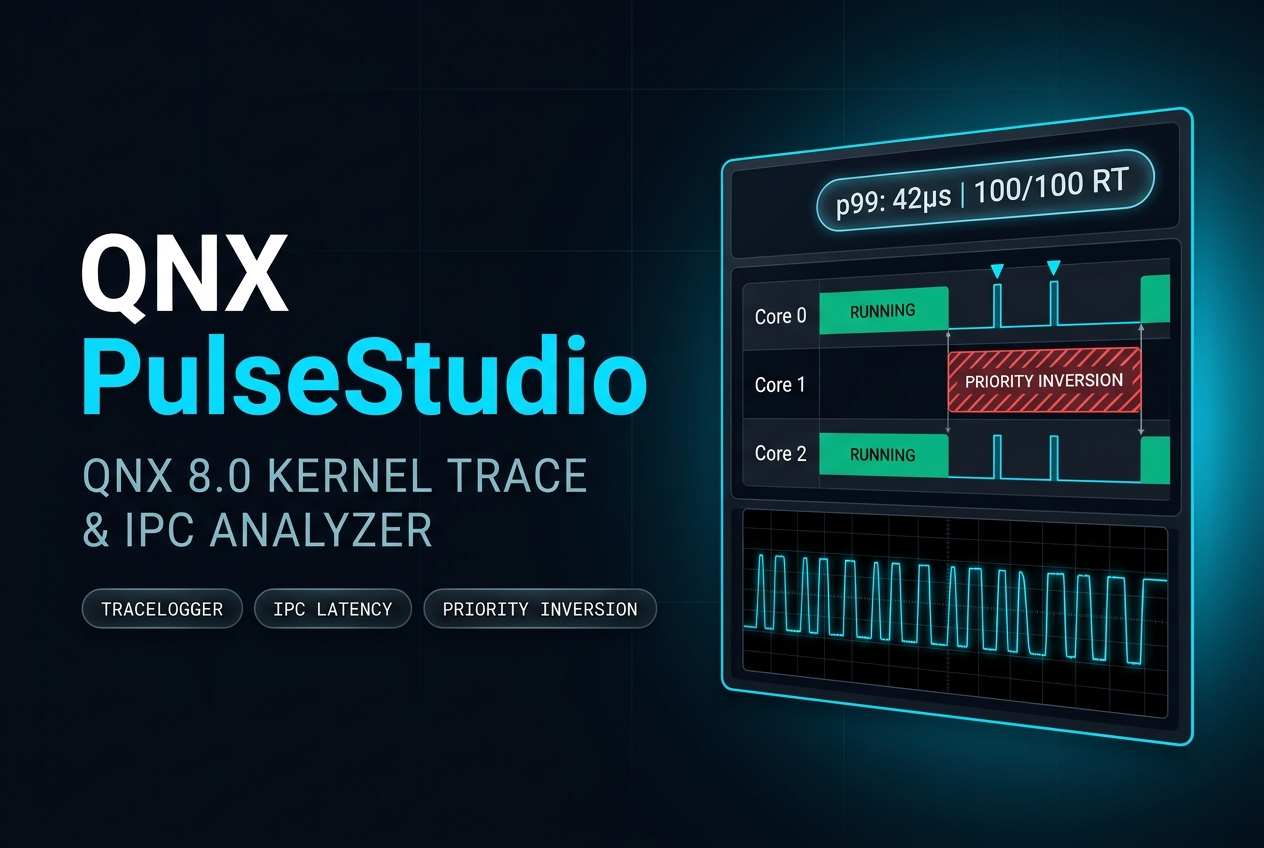 QNX
PulseStudio
QNX 8.0 KERNEL TRACE
& IPC ANALYZER
TRACELOGGER
IPC LATENCY
PRIORITY INVERSION
p99: 42µs | 100/100 RT
Core 0
RUNNING
Core 1
PRIORITY INVERSION
Core 2
RUNNING